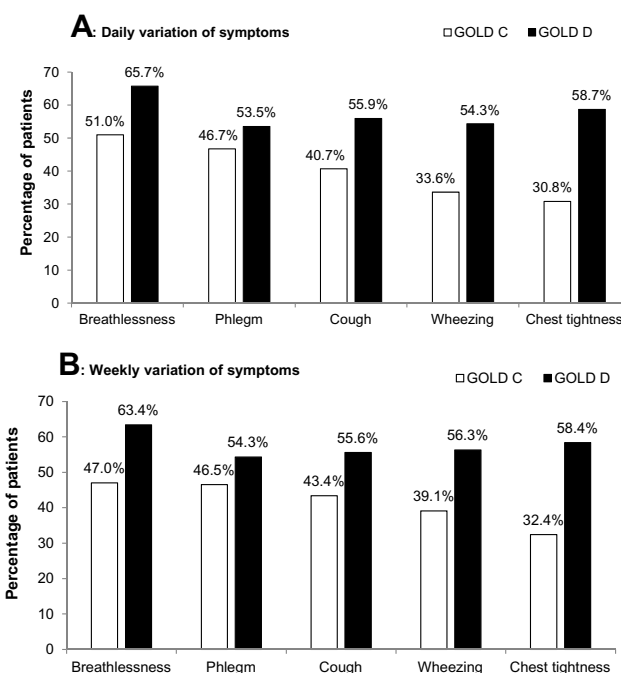 A: Daily variation of symptoms
GOLD C GOLD D
Percentage of patients
70
60
50
40
30
20
10
0
51.0% 65.7% 46.7% 53.5% 40.7% 55.9% 33.6% 54.3% 30.8% 58.7%
Breathlessness Phlegm Cough Wheezing Chest tightness
B: Weekly variation of symptoms
GOLD C GOLD D
Percentage of patients
70
60
50
40
30
20
10
0
47.0% 63.4% 46.5% 54.3% 43.4% 55.6% 39.1% 56.3% 32.4% 58.4%
Breathlessness Phlegm Cough Wheezing Chest tightness